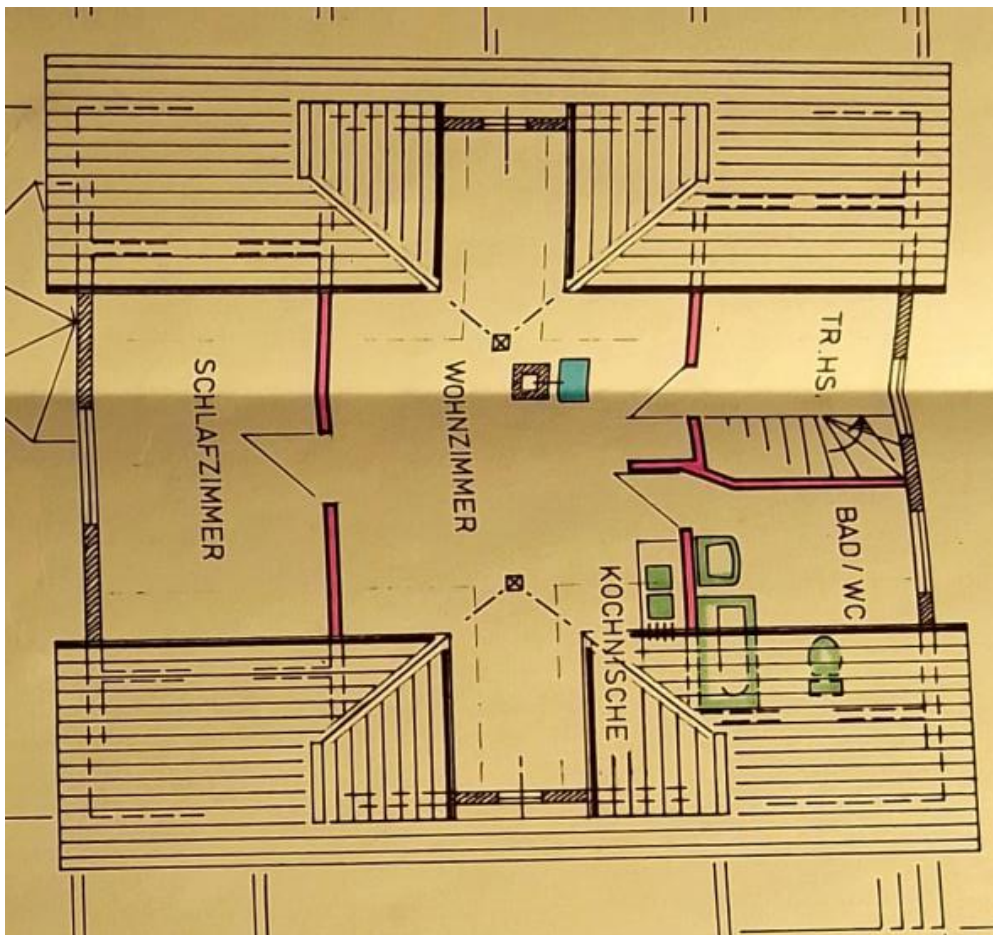 SCHLAFZIMMER
WOHNZIMMER
KOCHNISCHE
TR.HS.
BAD/WC